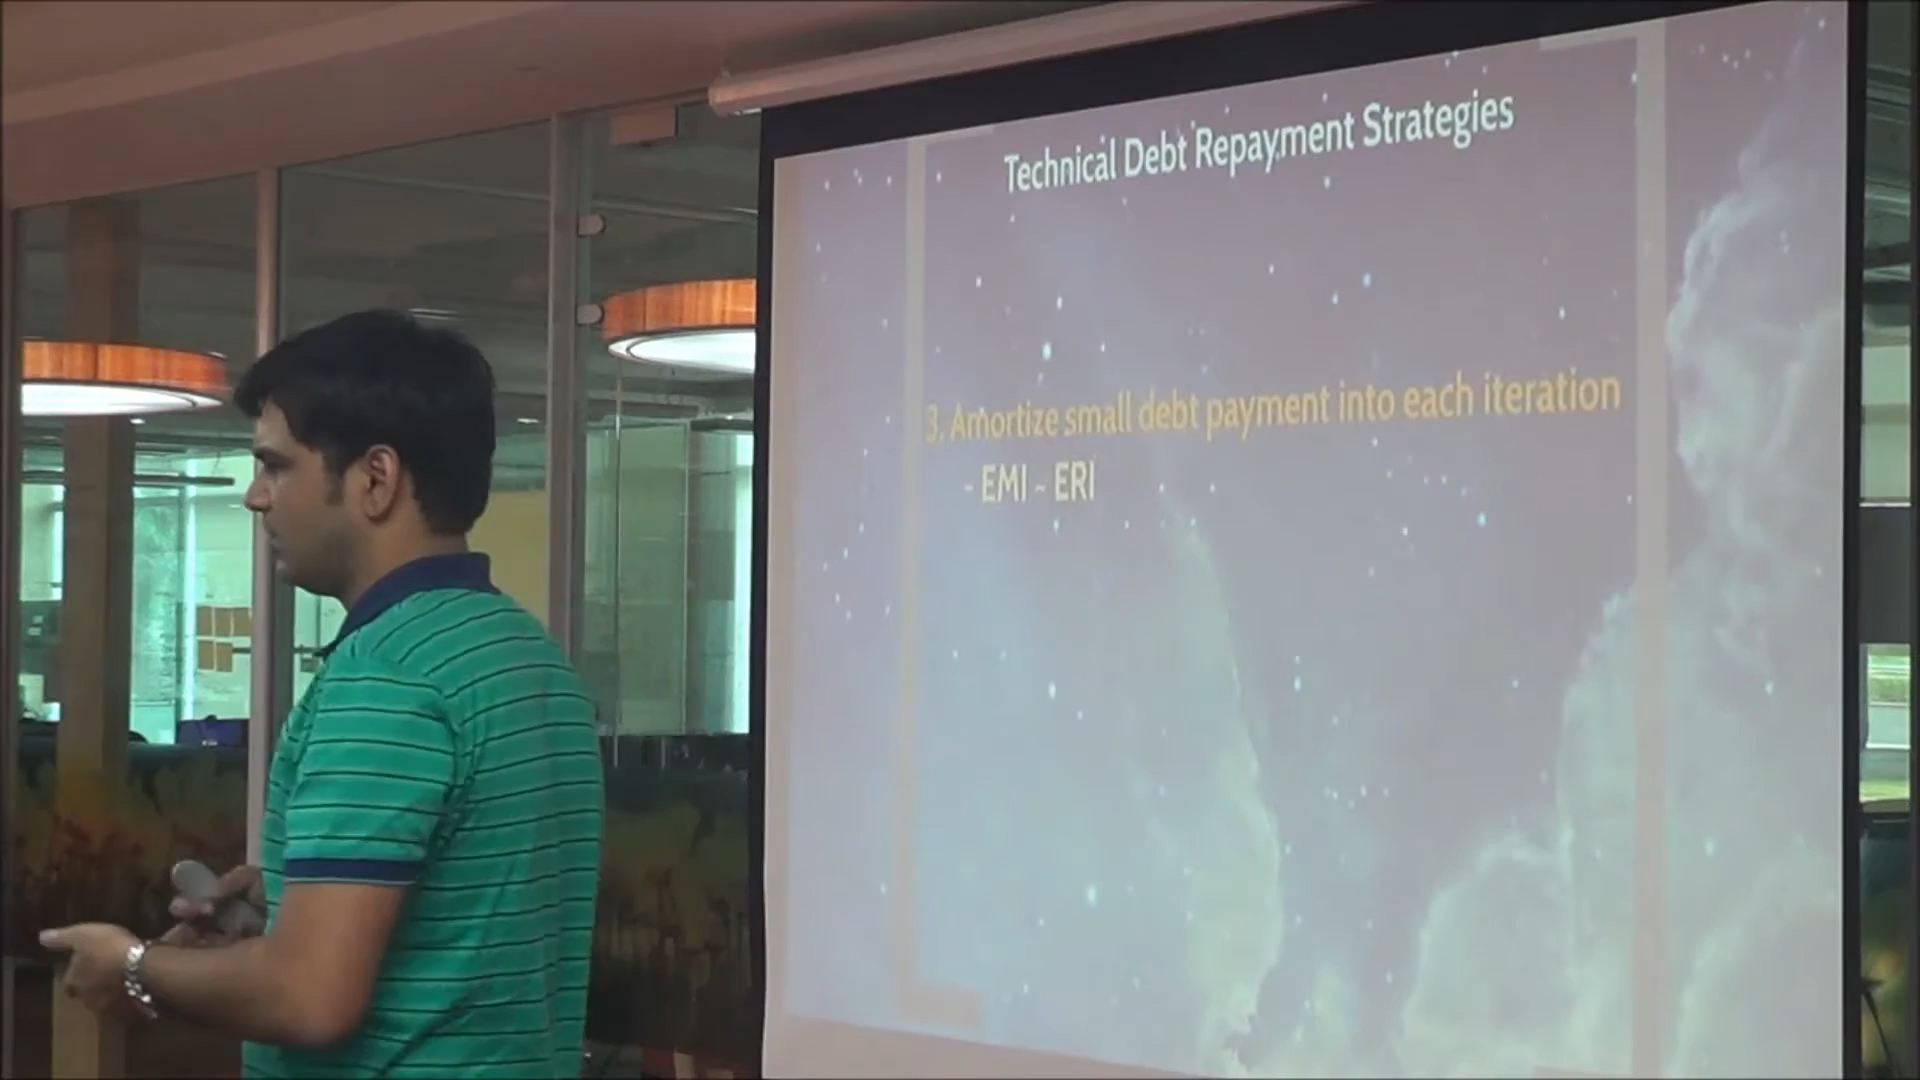 Technical Debt Repayment Strategies
3. Amortize small debt payment into each iteration
- EMI ~ ERI